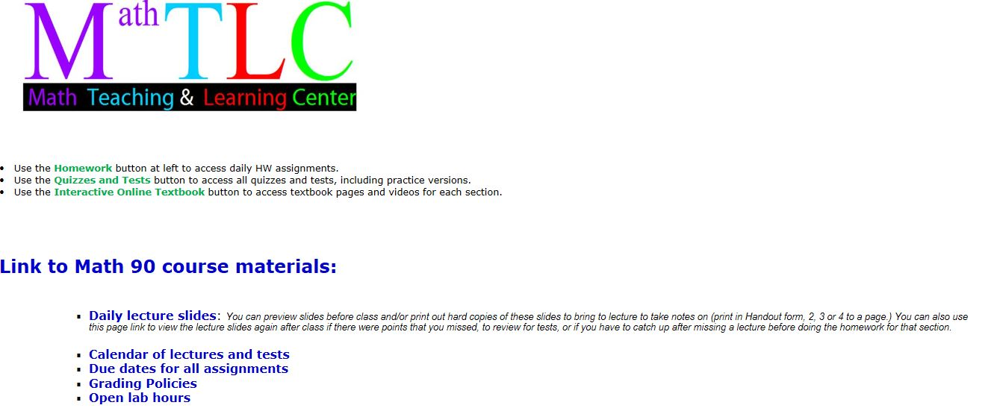 Math TLC
Math Teaching & Learning Center
• Use the Homework button at left to access daily HW assignments.
• Use the Quizzes and Tests button to access all quizzes and tests, including practice versions.
• Use the Interactive Online Textbook button to access textbook pages and videos for each section.
Link to Math 90 course materials:
▪ Daily lecture slides: You can preview slides before class and/or print out hard copies of these slides to bring to lecture to take notes on (print in Handout form, 2, 3 or 4 to a page.) You can also use
this page link to view the lecture slides again after class if there were points that you missed, to review for tests, or if you have to catch up after missing a lecture before doing the homework for that section.
▪ Calendar of lectures and tests
▪ Due dates for all assignments
▪ Grading Policies
▪ Open lab hours